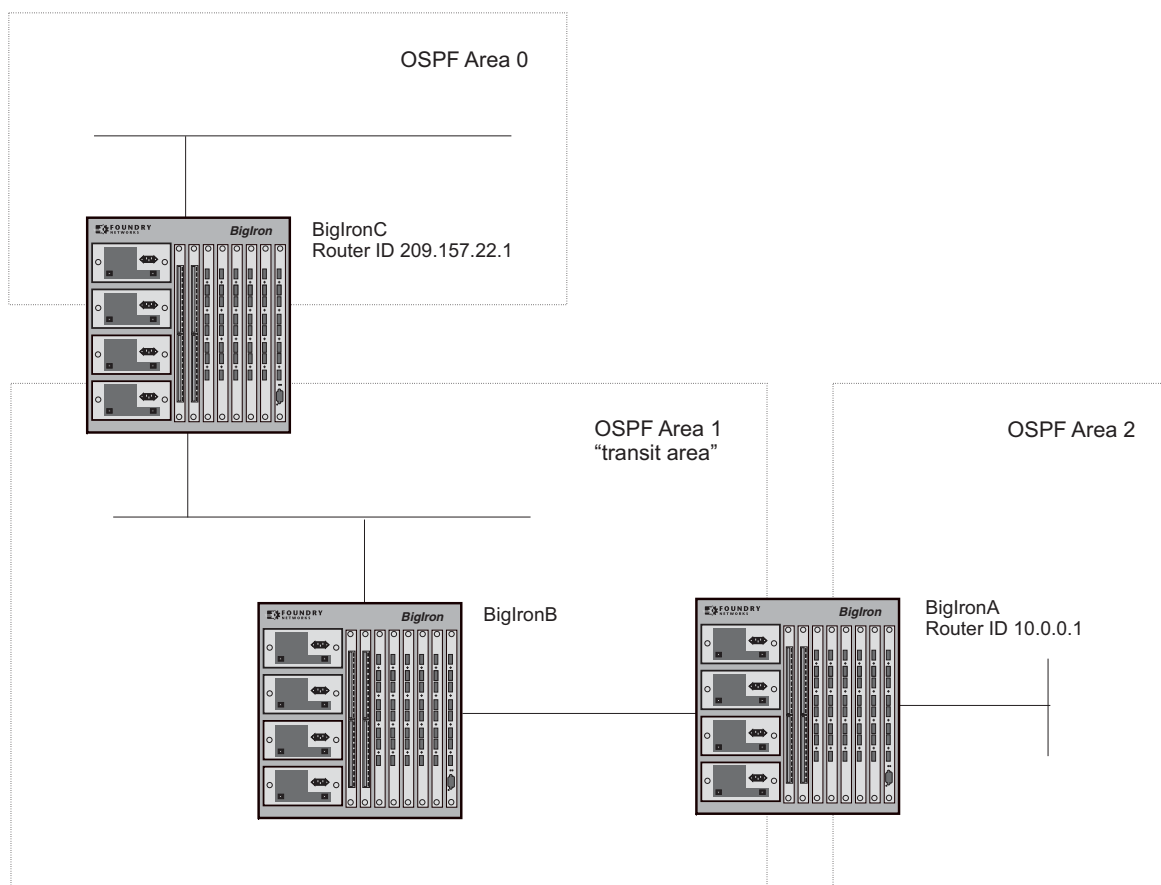 OSPF Area 0
FOUNDRY
NETWORKS
BigIron
BigIronC
Router ID 209.157.22.1
OSPF Area 1
“transit area”
OSPF Area 2
FOUNDRY
NETWORKS
BigIron
BigIronB
FOUNDRY
NETWORKS
BigIron
BigIronA
Router ID 10.0.0.1